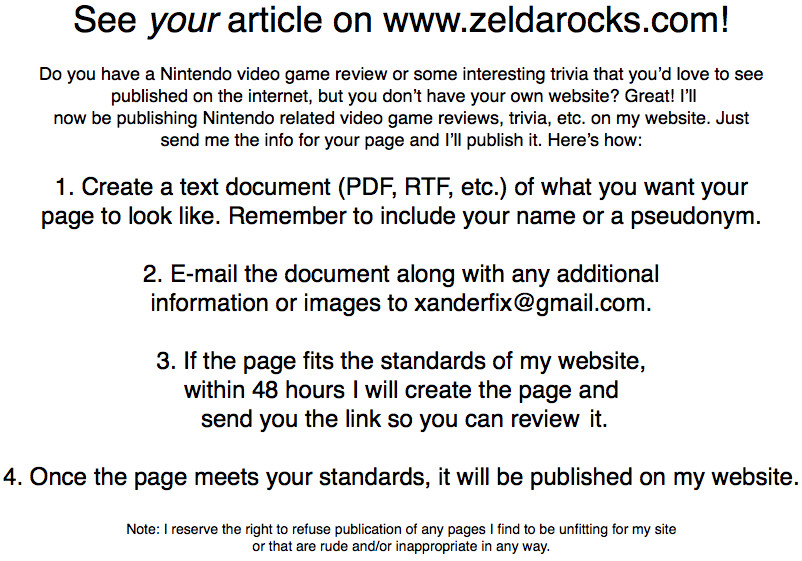 See your article on www.zeldarocks.com!
Do you have a Nintendo video game review or some interesting trivia that you'd love to see
published on the internet, but you don't have your own website? Great! I'll
now be publishing Nintendo related video game reviews, trivia, etc. on my website. Just
send me the info for your page and I'll publish it. Here's how:
1. Create a text document (PDF, RTF, etc.) of what you want your
page to look like. Remember to include your name or a pseudonym.
2. E-mail the document along with any additional
information or images to xanderfix@gmail.com.
3. If the page fits the standards of my website,
within 48 hours I will create the page and
send you the link so you can review it.
4. Once the page meets your standards, it will be published on my website.
Note: I reserve the right to refuse publication of any pages I find to be unfitting for my site
or that are rude and/or inappropriate in any way.